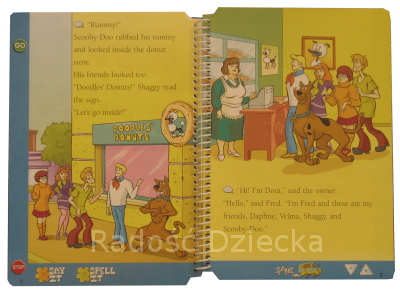 GO
"Rummy!"
Scooby-Doo rubbed his tummy
and looked inside the donut
store.
His friends looked too
"Doodles' Donuts!" Shaggy read
the sign.
"Let's go inside!"
DOODLES'
DONUTS
STOP
SAY
IT
SPELL
IT
"Hi! I'm Dora," said the owner.
"Hello," said Fred. "I'm Fred and these are my
friends, Daphne, Velma, Shaggy, and
Scooby-Doo."
GAME
Radość Dziecka